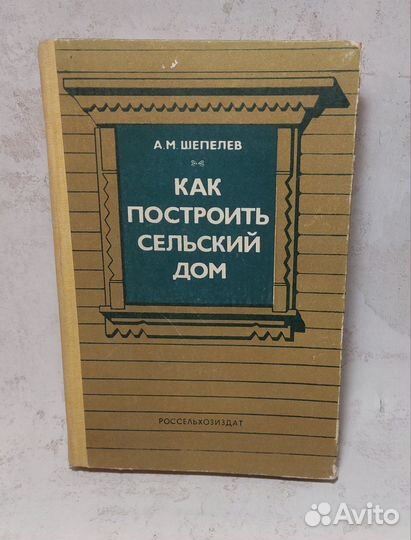 А.М. ШЕПЕЛЕВ
КАК
ПОСТРОИТЬ
СЕЛЬСКИЙ
ДОМ
РОССЕЛЬХОЗИЗДАТ
Avito